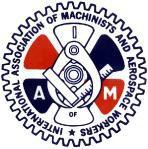 INTERNATIONAL ASSOCIATION OF MACHINISTS AND AEROSPACE WORKERS
I
A M
OF